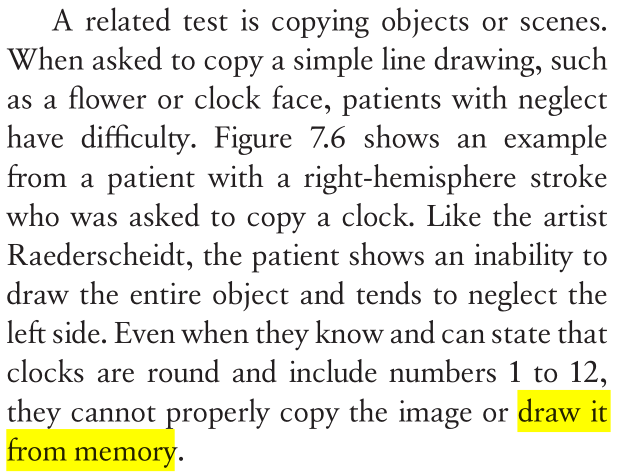 A related test is copying objects or scenes.
When asked to copy a simple line drawing, such
as a flower or clock face, patients with neglect
have difficulty. Figure 7.6 shows an example
from a patient with a right-hemisphere stroke
who was asked to copy a clock. Like the artist
Raederscheidt, the patient shows an inability to
draw the entire object and tends to neglect the
left side. Even when they know and can state that
clocks are round and include numbers 1 to 12,
they cannot properly copy the image or draw it
from memory.